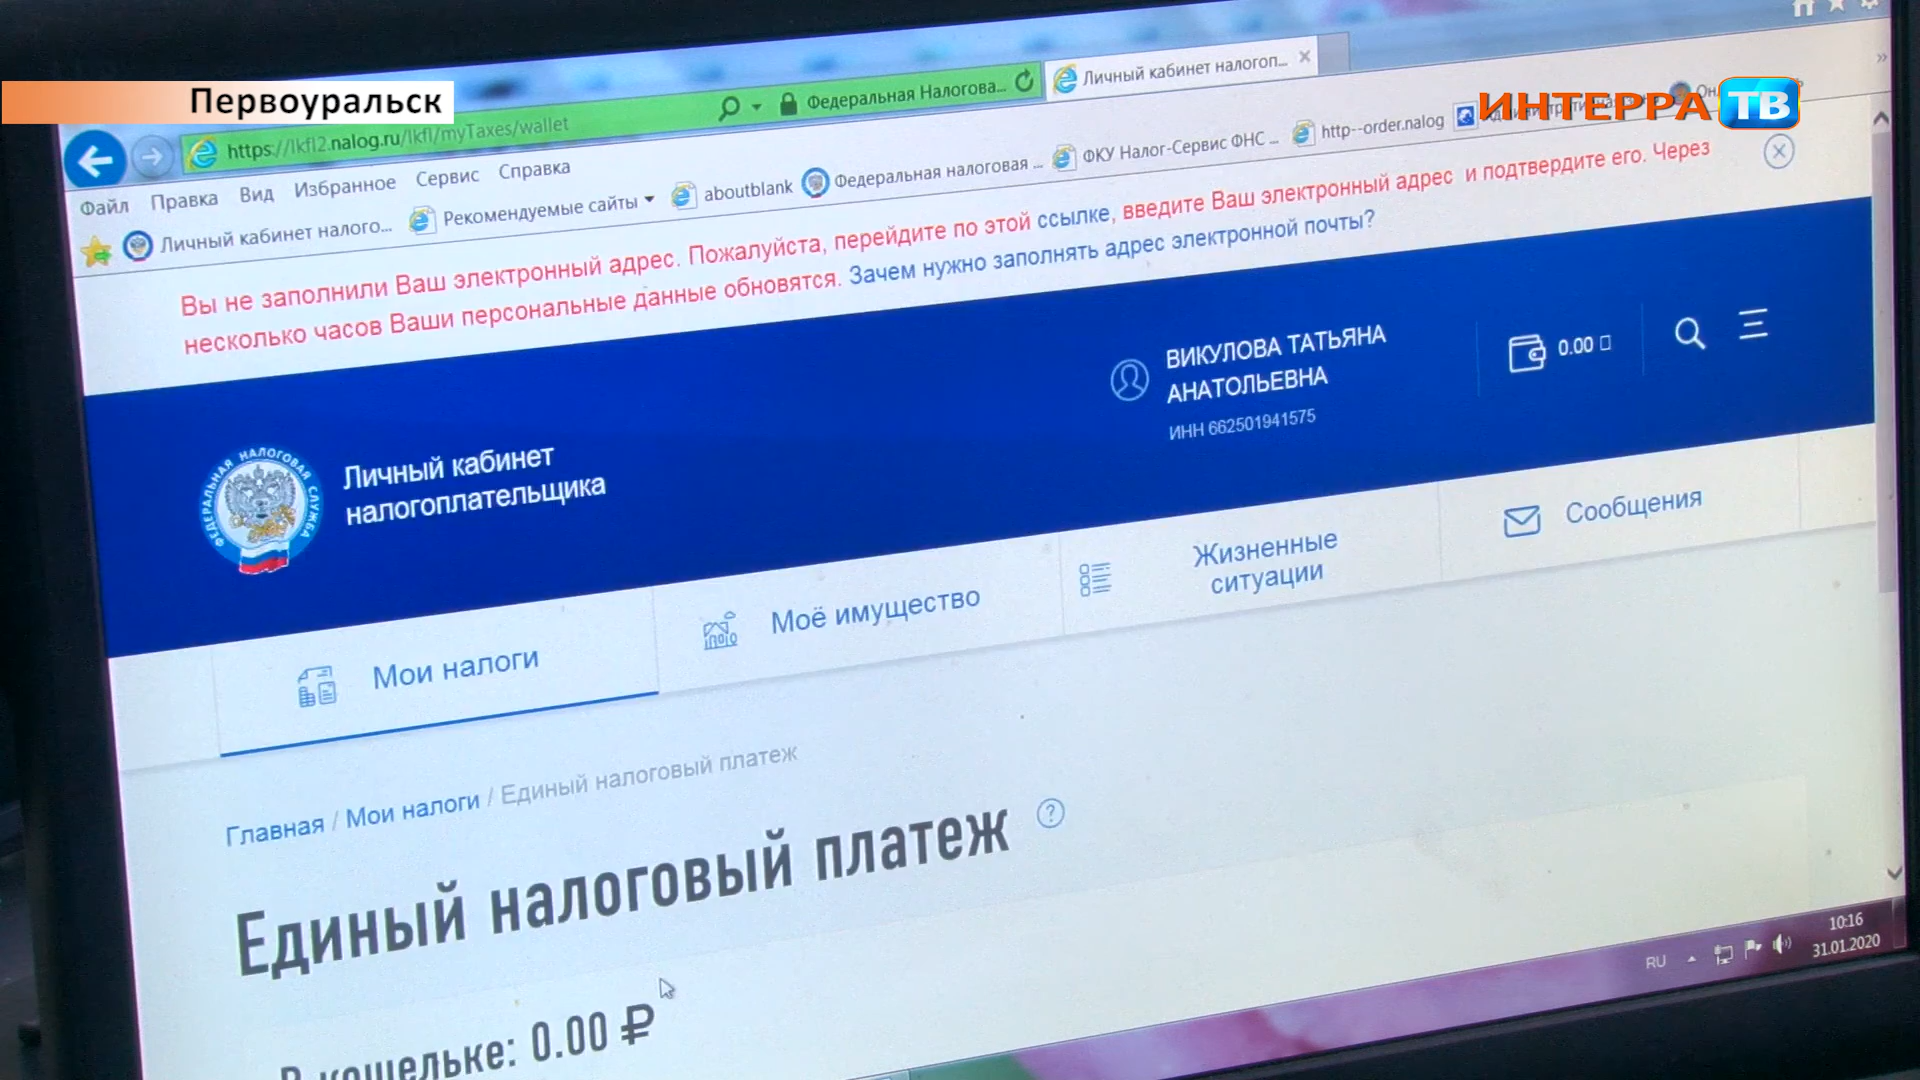 Первоуральск
ИНТЕРРА ТВ
https://lkfl2.nalog.ru/lkfl/myTaxes/wallet
Федеральная Налогова...
Личный кабинет налогоп...
Файл Правка Вид Избранное Сервис Справка
Личный кабинет налого... Рекомендуемые сайты aboutblank Федеральная налоговая ... ФКУ Налог-Сервис ФНС ... http--order.nalog
Вы не заполнили Ваш электронный адрес. Пожалуйста, перейдите по этой ссылке, введите Ваш электронный адрес и подтвердите его. Через
несколько часов Ваши персональные данные обновятся. Зачем нужно заполнять адрес электронной почты?
Личный кабинет
налогоплательщика
ФЕДЕРАЛЬНАЯ НАЛОГОВАЯ СЛУЖБА
ВИКУЛОВА ТАТЬЯНА
АНАТОЛЬЕВНА
ИНН 662501941575
0.00
Мои налоги
Моё имущество
Жизненные
ситуации
Сообщения
Главная / Мои налоги / Единый налоговый платеж
Единый налоговый платеж ?
В кошельке: 0.00 ₽
RU
10:16
31.01.2020